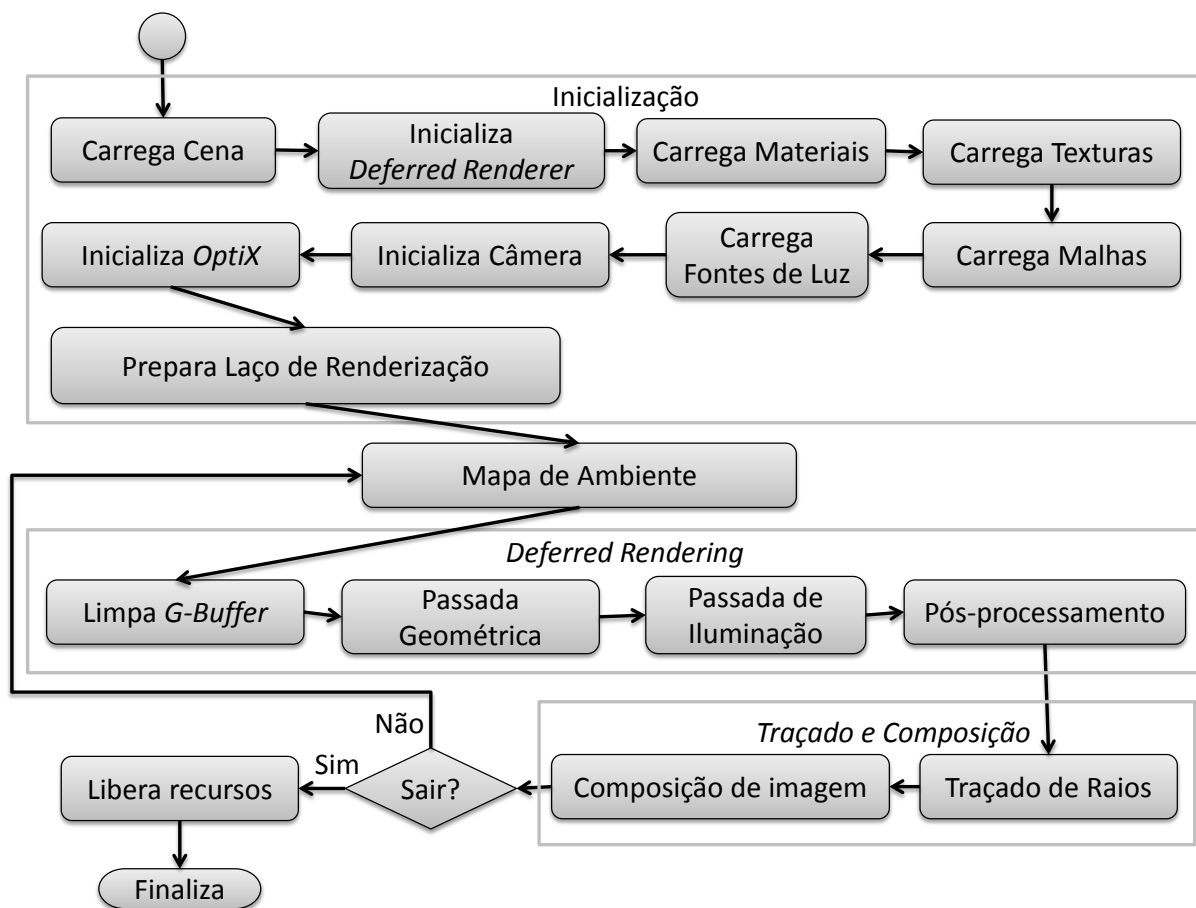 Inicialização
Carrega Cena
Inicializa
Deferred Renderer
Carrega Materiais
Carrega Texturas
Inicializa OptiX
Inicializa Câmera
Carrega
Fontes de Luz
Carrega Malhas
Prepara Laço de Renderização
Mapa de Ambiente
Deferred Rendering
Limpa G-Buffer
Passada
Geométrica
Passada de
Iluminação
Pós-processamento
Não
Traçado e Composição
Sim
Libera recursos
Sair?
Composição de imagem
Traçado de Raios
Finaliza